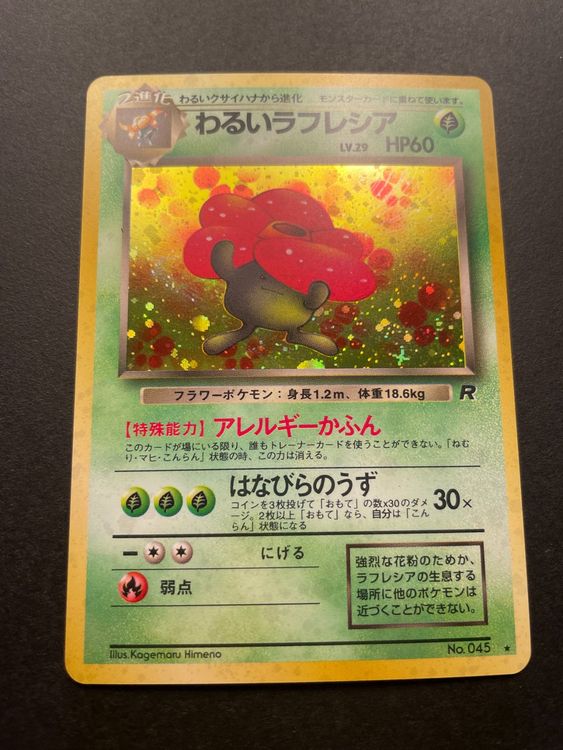 2進化 わるいクサイハナから進化 モンスターカードに重ねて使います。
わるいラフレシア
LV.29 HP60
フラワーポケモン：身長1.2m、体重18.6kg
R
【特殊能力】アレルギーかふん
このカードが場にいる限り、誰もトレーナーカードを使うことができない。「ねむ
り・マヒ・こんらん」状態の時、この力は消える。
はなびらのうず 30×
コインを3枚投げて「おもて」の数×30のダメ
ージ。2枚以上「おもて」なら、自分は「こん
らん」状態になる
にげる
弱点
強烈な花粉のためか、
ラフレシアの生息する
場所に他のポケモンは
近づくことができない。
Illus.Kagemaru Himeno
No.045 ★